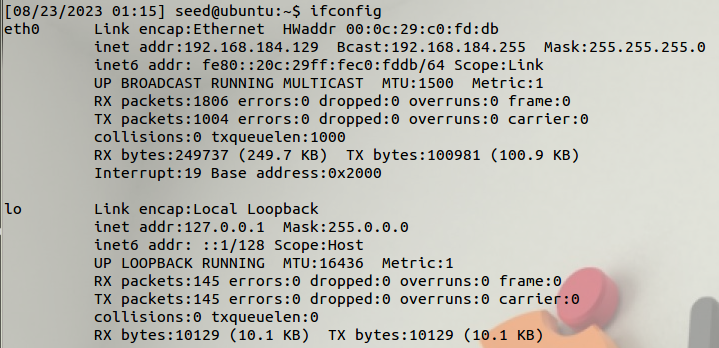 [08/23/2023 01:15] seed@ubuntu:~$ ifconfig
eth0      Link encap:Ethernet  HWaddr 00:0c:29:c0:fd:db
          inet addr:192.168.184.129  Bcast:192.168.184.255  Mask:255.255.255.0
          inet6 addr: fe80::20c:29ff:fec0:fddb/64 Scope:Link
          UP BROADCAST RUNNING MULTICAST  MTU:1500  Metric:1
          RX packets:1806 errors:0 dropped:0 overruns:0 frame:0
          TX packets:1004 errors:0 dropped:0 overruns:0 carrier:0
          collisions:0 txqueuelen:1000
          RX bytes:249737 (249.7 KB)  TX bytes:100981 (100.9 KB)
          Interrupt:19 Base address:0x2000
lo        Link encap:Local Loopback
          inet addr:127.0.0.1  Mask:255.0.0.0
          inet6 addr: ::1/128 Scope:Host
          UP LOOPBACK RUNNING  MTU:16436  Metric:1
          RX packets:145 errors:0 dropped:0 overruns:0 frame:0
          TX packets:145 errors:0 dropped:0 overruns:0 carrier:0
          collisions:0 txqueuelen:0
          RX bytes:10129 (10.1 KB)  TX bytes:10129 (10.1 KB)